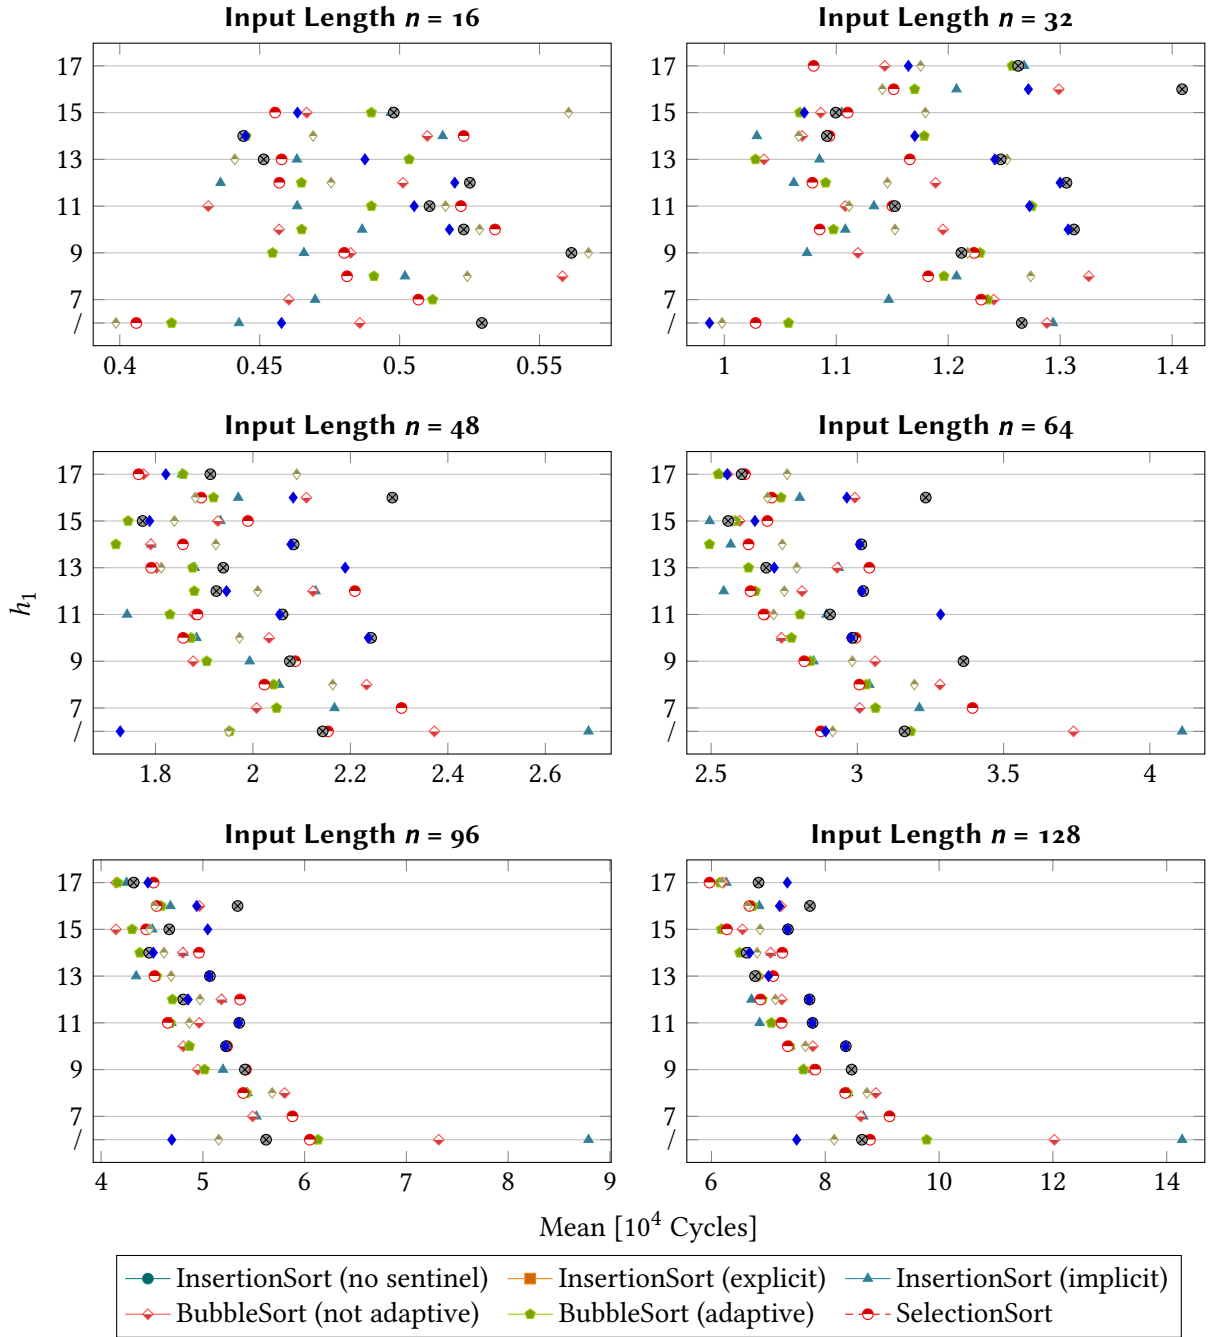 Input Length n = 16
Input Length n = 32
17
15
13
11
9
7
/
0.4 0.45 0.5 0.55
17
15
13
11
9
7
/
1 1.1 1.2 1.3 1.4
Input Length n = 48
Input Length n = 64
h1
17
15
13
11
9
7
/
1.8 2 2.2 2.4 2.6
17
15
13
11
9
7
/
2.5 3 3.5 4
Input Length n = 96
Input Length n = 128
17
15
13
11
9
7
/
4 5 6 7 8 9
17
15
13
11
9
7
/
6 8 10 12 14
Mean [10⁴ Cycles]
InsertionSort (no sentinel) InsertionSort (explicit) InsertionSort (implicit)
BubbleSort (not adaptive) BubbleSort (adaptive) SelectionSort